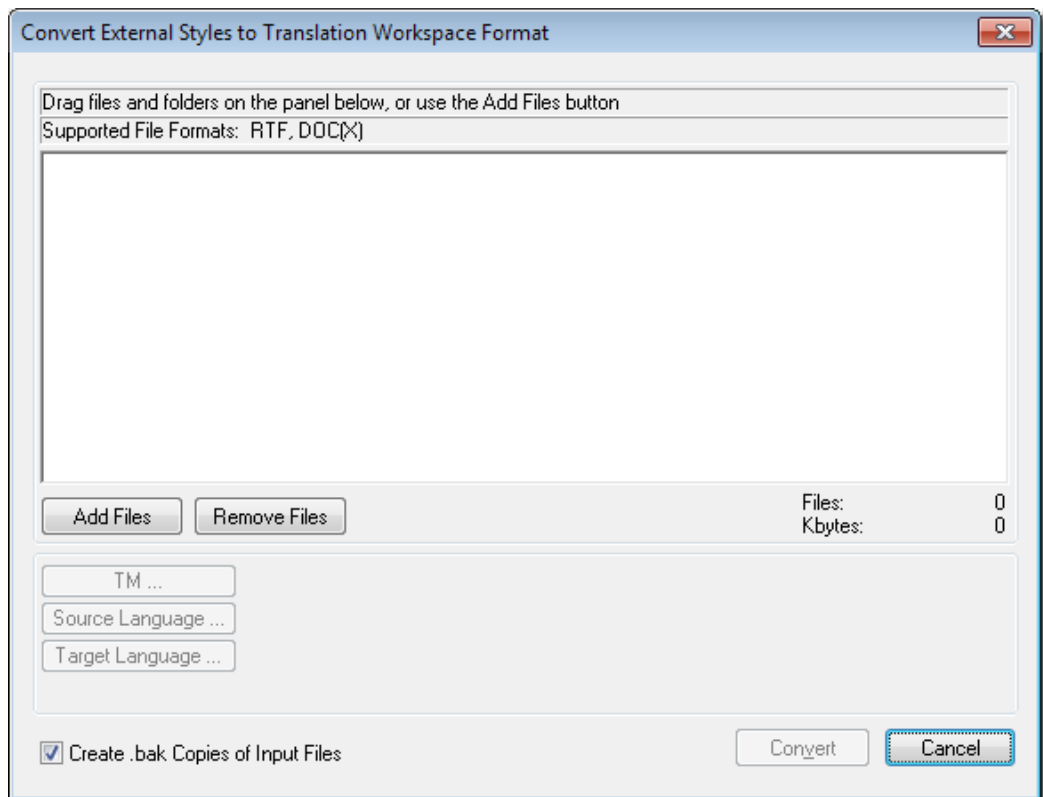 Convert External Styles to Translation Workspace Format
Drag files and folders on the panel below, or use the Add Files button
Supported File Formats:  RTF, DOC(X)
Add Files
Remove Files
Files: 0
Kbytes: 0
TM ...
Source Language ...
Target Language ...
Create .bak Copies of Input Files
Convert
Cancel